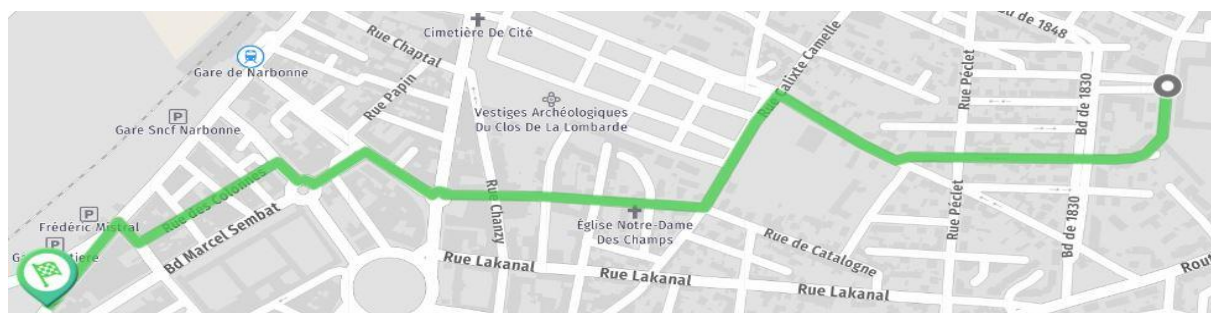 Bd de 1848
Cimetière De Cité
Rue Chaptal
Gare de Narbonne
Rue Papin
Rue Calixte Camelle
Rue Péclet
Bd de 1830
P
Gare Sncf Narbonne
Vestiges Archéologiques
Du Clos De La Lombarde
Rue des Colonnes
Rue Chanzy
P
Frédéric Mistral
Bd Marcel Sembat
Église Notre-Dame
Des Champs
Rue Péclet
Bd de 1830
Rue de Catalogne
P
Rue Lakanal
Rue Lakanal
Rue Lakanal